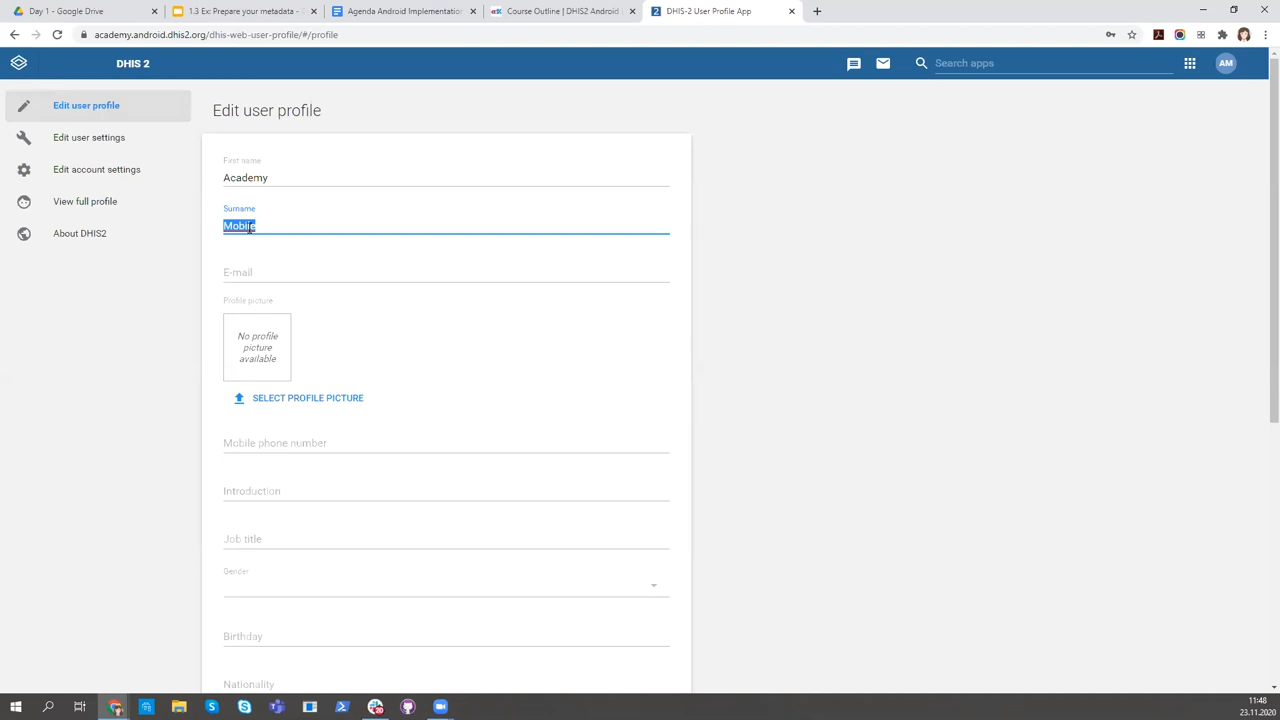 Day 1 - Google Drive
1.3 Ex: Prepare your metadata -
Agenda Android Implementation
Course Outline | DHIS2 Android
DHIS-2 User Profile App
academy.android.dhis2.org/dhis-web-user-profile/#/profile
DHIS 2
Search apps
AM
Edit user profile
Edit user settings
Edit account settings
View full profile
About DHIS2
Edit user profile
First name
Academy
Surname
Mobile
E-mail
Profile picture
No profile
picture
available
SELECT PROFILE PICTURE
Mobile phone number
Introduction
Job title
Gender
Birthday
Nationality
11:48
23.11.2020